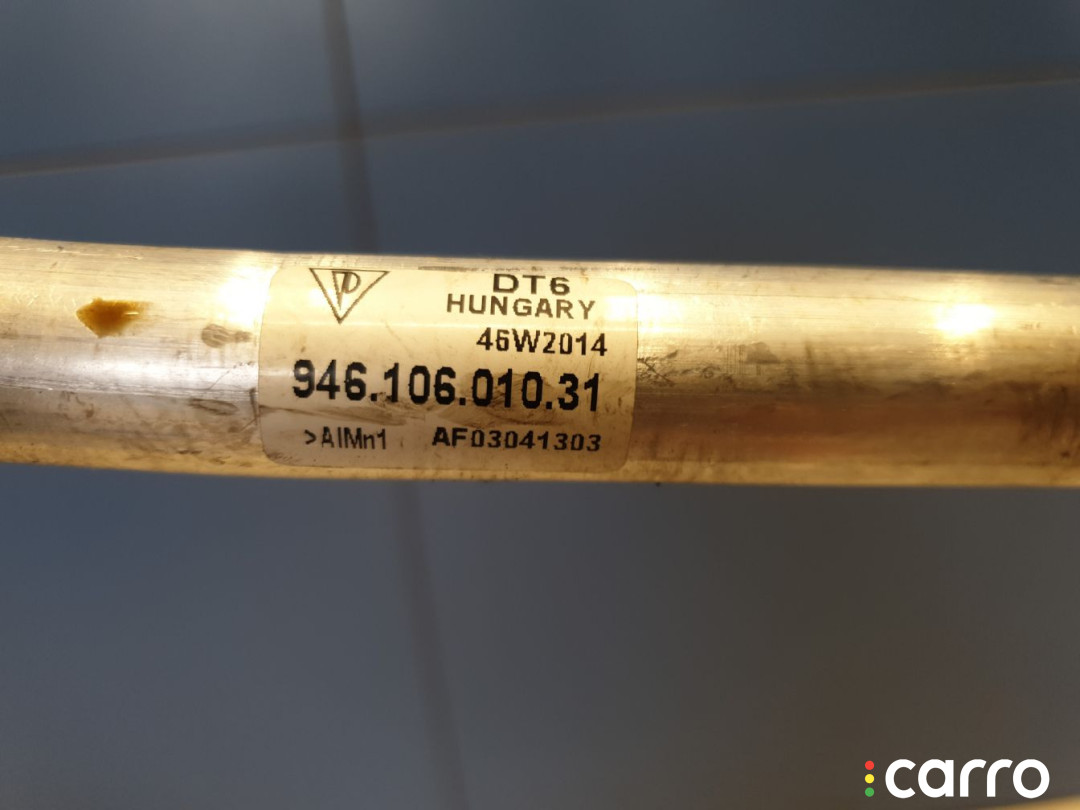 DT6
HUNGARY
46W2014
946.106.010.31
>AlMn1 AF03041303
carro